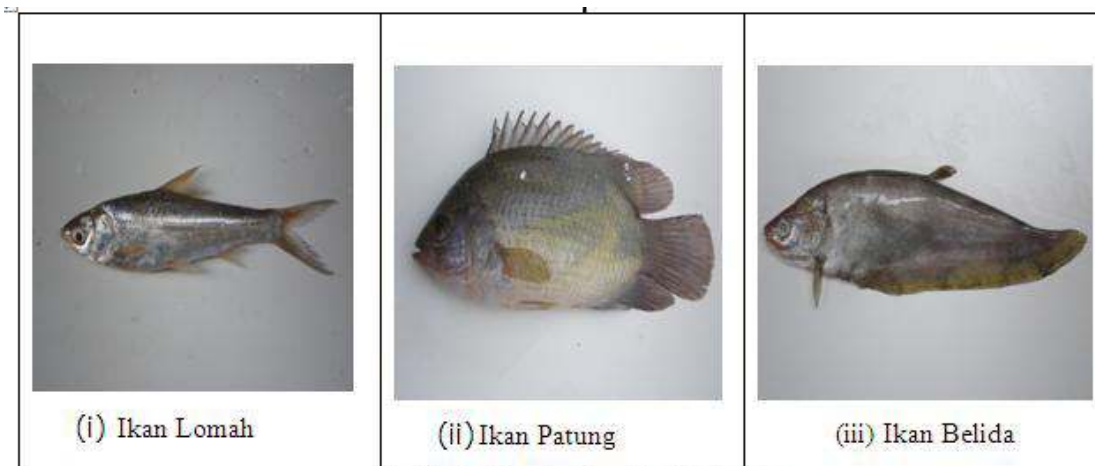 (i) Ikan Lomah
(ii) Ikan Patung
(iii) Ikan Belida